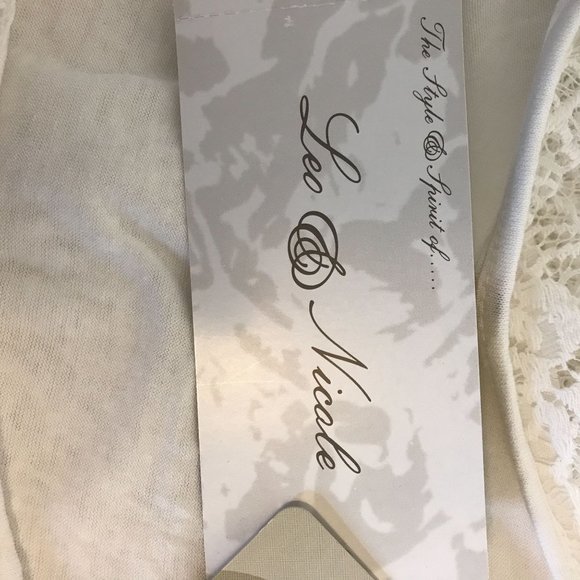 The Style & Spirit of.....
Leo & Nicole